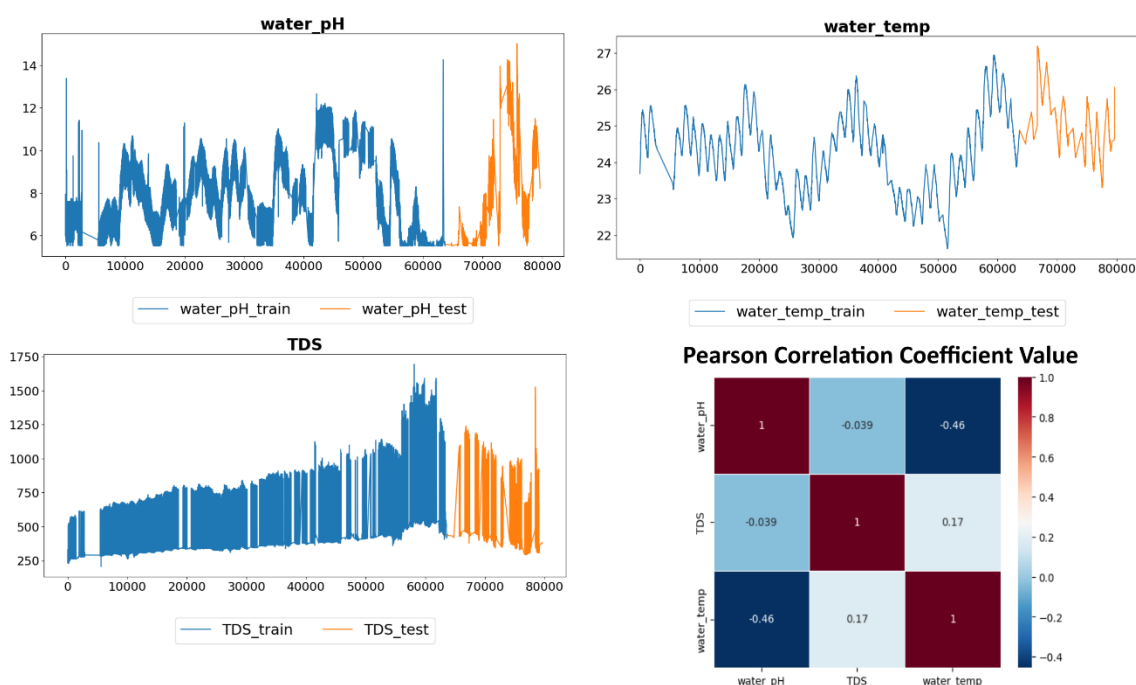 water_pH
14
12
10
8
6
0 10000 20000 30000 40000 50000 60000 70000 80000
water_pH_train water_pH_test
water_temp
27
26
25
24
23
22
0 10000 20000 30000 40000 50000 60000 70000 80000
water_temp_train water_temp_test
TDS
1750
1500
1250
1000
750
500
250
0 10000 20000 30000 40000 50000 60000 70000 80000
TDS_train TDS_test
Pearson Correlation Coefficient Value
water_pH
1 -0.039 -0.46
TDS
-0.039 1 0.17
water_temp
-0.46 0.17 1
water_pH TDS water_temp
1.0
0.8
0.6
0.4
0.2
0.0
−0.2
−0.4